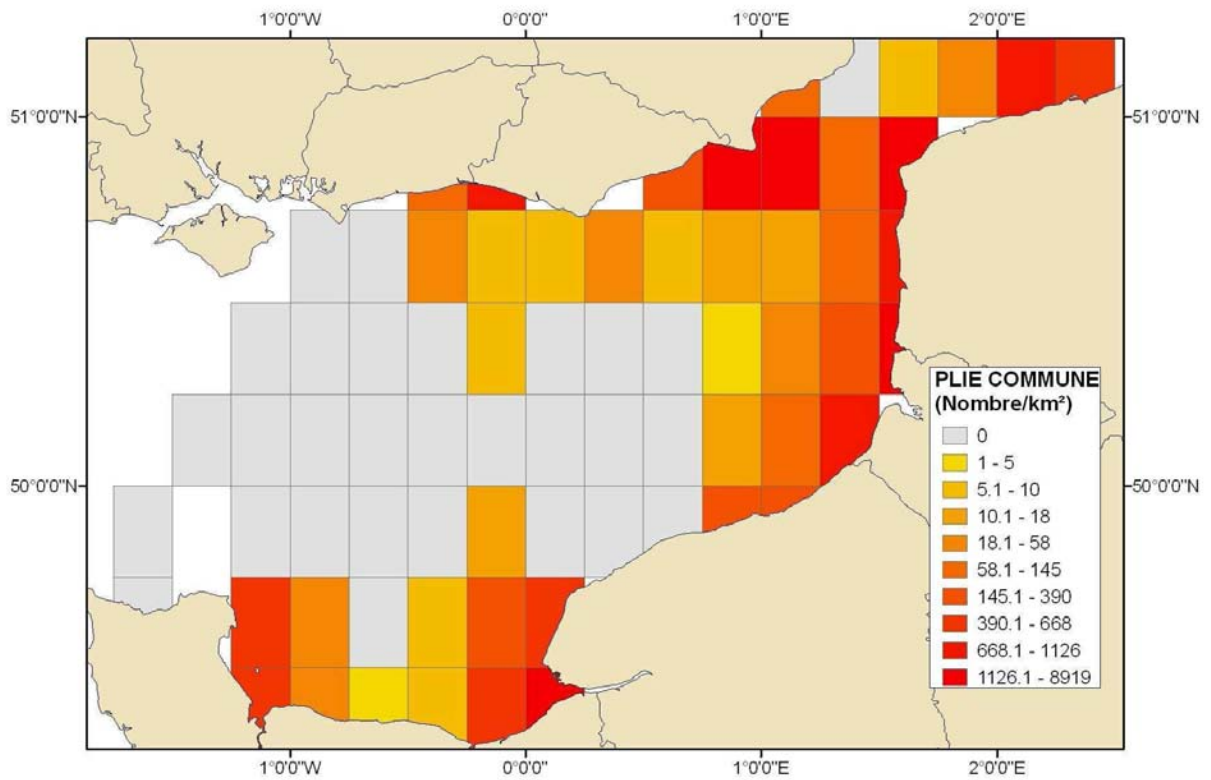 1°0'0"W 0°0'0" 1°0'0"E 2°0'0"E
51°0'0"N 51°0'0"N
PLIE COMMUNE
(Nombre/km²)
0
1 - 5
5.1 - 10
10.1 - 18
18.1 - 58
58.1 - 145
145.1 - 390
390.1 - 668
668.1 - 1126
1126.1 - 8919
50°0'0"N 50°0'0"N
1°0'0"W 0°0'0" 1°0'0"E 2°0'0"E